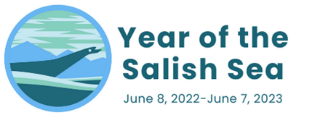 Year of the
Salish Sea
June 8, 2022-June 7, 2023